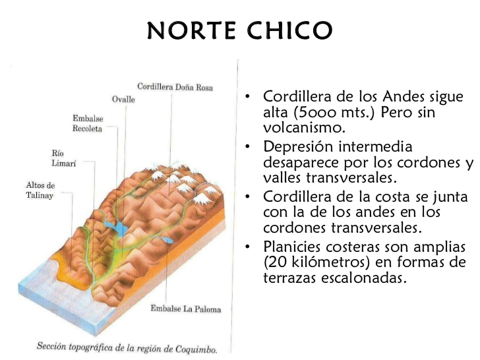 NORTE CHICO
Cordillera Doña Rosa
Ovalle
Embalse
Recoleta
Río
Limarí
Altos de
Talinay
Embalse La Paloma
Sección topográfica de la región de Coquimbo.
• Cordillera de los Andes sigue
alta (5000 mts.) Pero sin
volcanismo.
• Depresión intermedia
desaparece por los cordones y
valles transversales.
• Cordillera de la costa se junta
con la de los andes en los
cordones transversales.
• Planicies costeras son amplias
(20 kilómetros) en formas de
terrazas escalonadas.